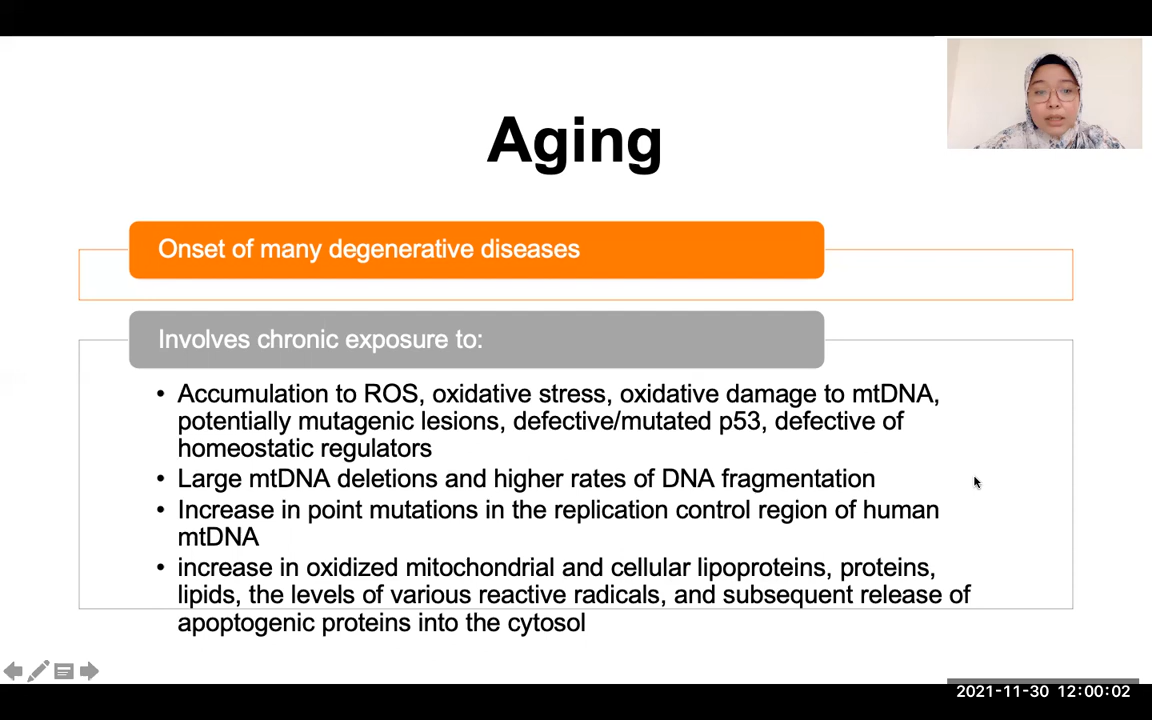 Aging
Onset of many degenerative diseases
Involves chronic exposure to:
• Accumulation to ROS, oxidative stress, oxidative damage to mtDNA,
potentially mutagenic lesions, defective/mutated p53, defective of
homeostatic regulators
• Large mtDNA deletions and higher rates of DNA fragmentation
• Increase in point mutations in the replication control region of human
mtDNA
• increase in oxidized mitochondrial and cellular lipoproteins, proteins,
lipids, the levels of various reactive radicals, and subsequent release of
apoptogenic proteins into the cytosol
2021-11-30 12:00:02